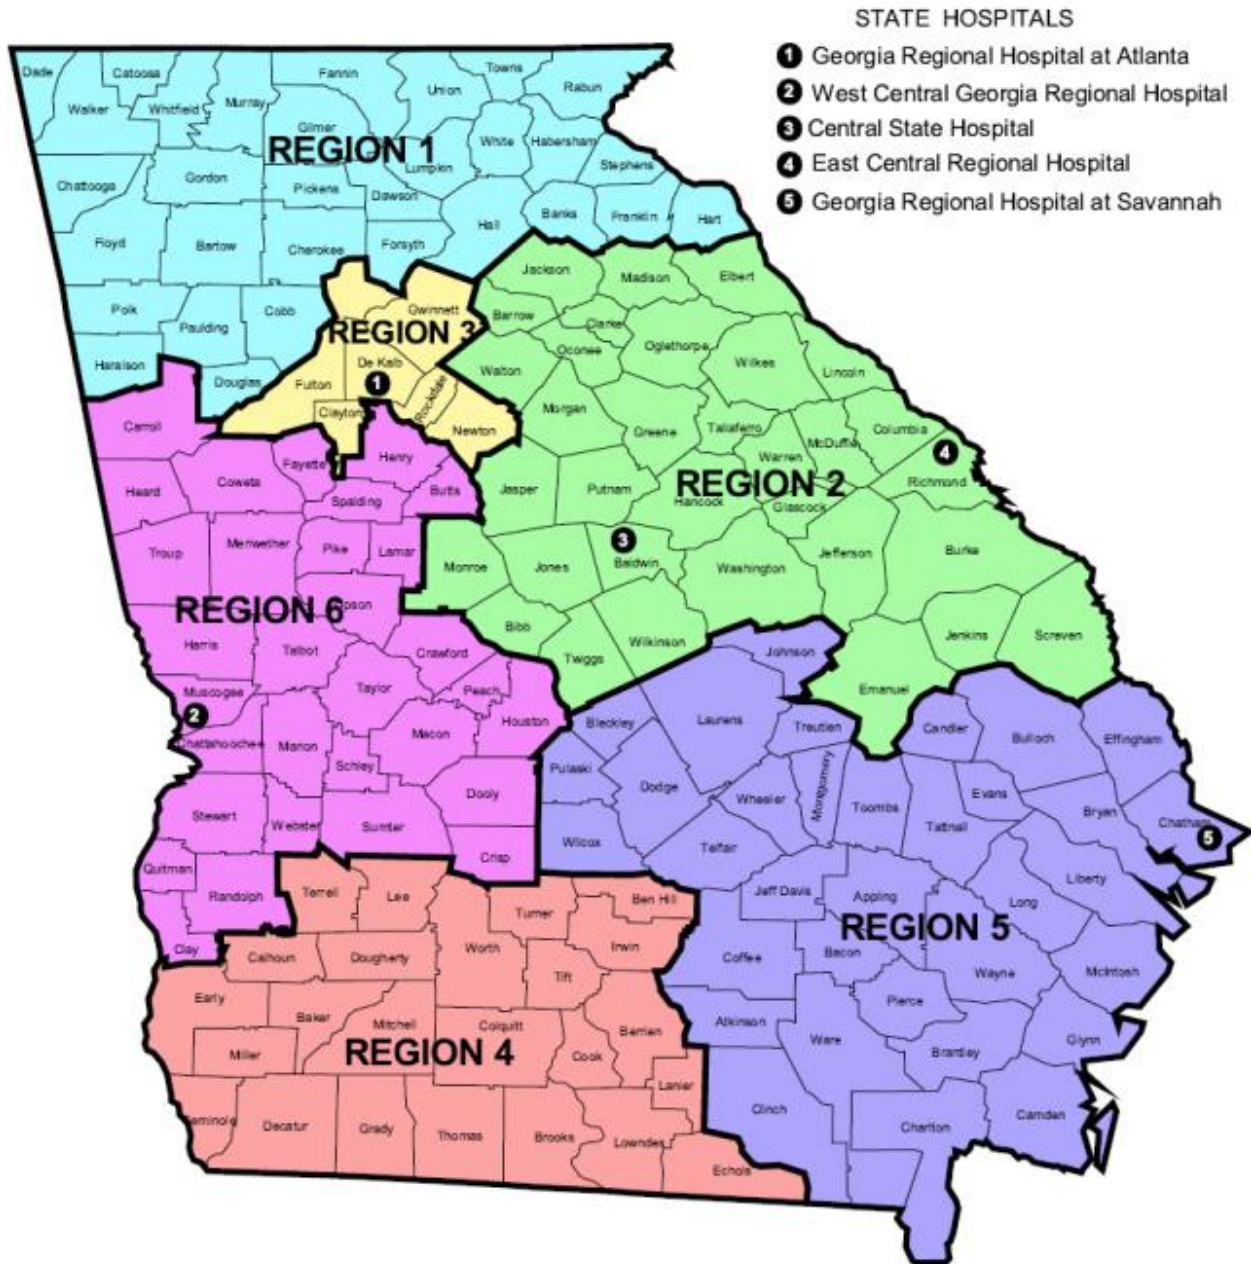 STATE HOSPITALS
1 Georgia Regional Hospital at Atlanta
2 West Central Georgia Regional Hospital
3 Central State Hospital
4 East Central Regional Hospital
5 Georgia Regional Hospital at Savannah
REGION 1
Dade
Catoosa
Walker
Whitfield
Murray
Fannin
Gilmer
Union
Towns
Rabun
White
Habersham
Lumpkin
Stephens
Chattooga
Gordon
Pickens
Dawson
Hall
Banks
Franklin
Hart
Floyd
Bartow
Cherokee
Forsyth
Polk
Paulding
Cobb
Haralson
Douglas
REGION 3
Gwinnett
De Kalb
1
Fulton
Clayton
Rockdale
Newton
REGION 2
Jackson
Madison
Elbert
Barrow
Clarke
Oconee
Oglethorpe
Wilkes
Lincoln
Walton
Morgan
Greene
Taliaferro
McDuffie
Columbia
Warren
4
Richmond
Jasper
Putnam
Hancock
Glascock
3
Baldwin
Monroe
Jones
Washington
Jefferson
Burke
Bibb
Wilkinson
Twiggs
Jenkins
Screven
Emanuel
REGION 6
Carroll
Fayette
Henry
Heard
Coweta
Spalding
Butts
Troup
Meriwether
Pike
Lamar
pson
Harris
Talbot
Crawford
Taylor
Peach
Muscogee
2
Chattahoochee
Marion
Macon
Houston
Schley
Dooly
Stewart
Webster
Sumter
Crisp
Quitman
Randolph
Clay
REGION 5
Johnson
Bleckley
Laurens
Treutlen
Candler
Bulloch
Effingham
Pulaski
Dodge
Wheeler
Montgomery
Toombs
Evans
Tattnall
Bryan
Chatham
5
Wilcox
Telfair
Jeff Davis
Appling
Long
Liberty
Coffee
Bacon
Wayne
McIntosh
Pierce
Atkinson
Ware
Brantley
Glynn
Clinch
Charlton
Camden
REGION 4
Terrell
Lee
Turner
Ben Hill
Worth
Irwin
Calhoun
Dougherty
Tift
Early
Baker
Mitchell
Colquitt
Berrien
Miller
Cook
Lanier
Seminole
Decatur
Grady
Thomas
Brooks
Lowndes
Echols